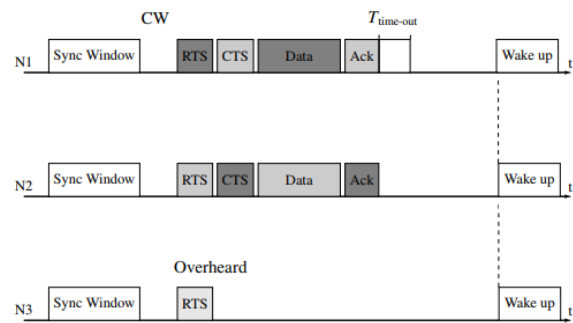 CW
T time-out
N1 Sync Window RTS CTS Data Ack Wake up t
N2 Sync Window RTS CTS Data Ack Wake up t
Overheard
N3 Sync Window RTS Wake up t